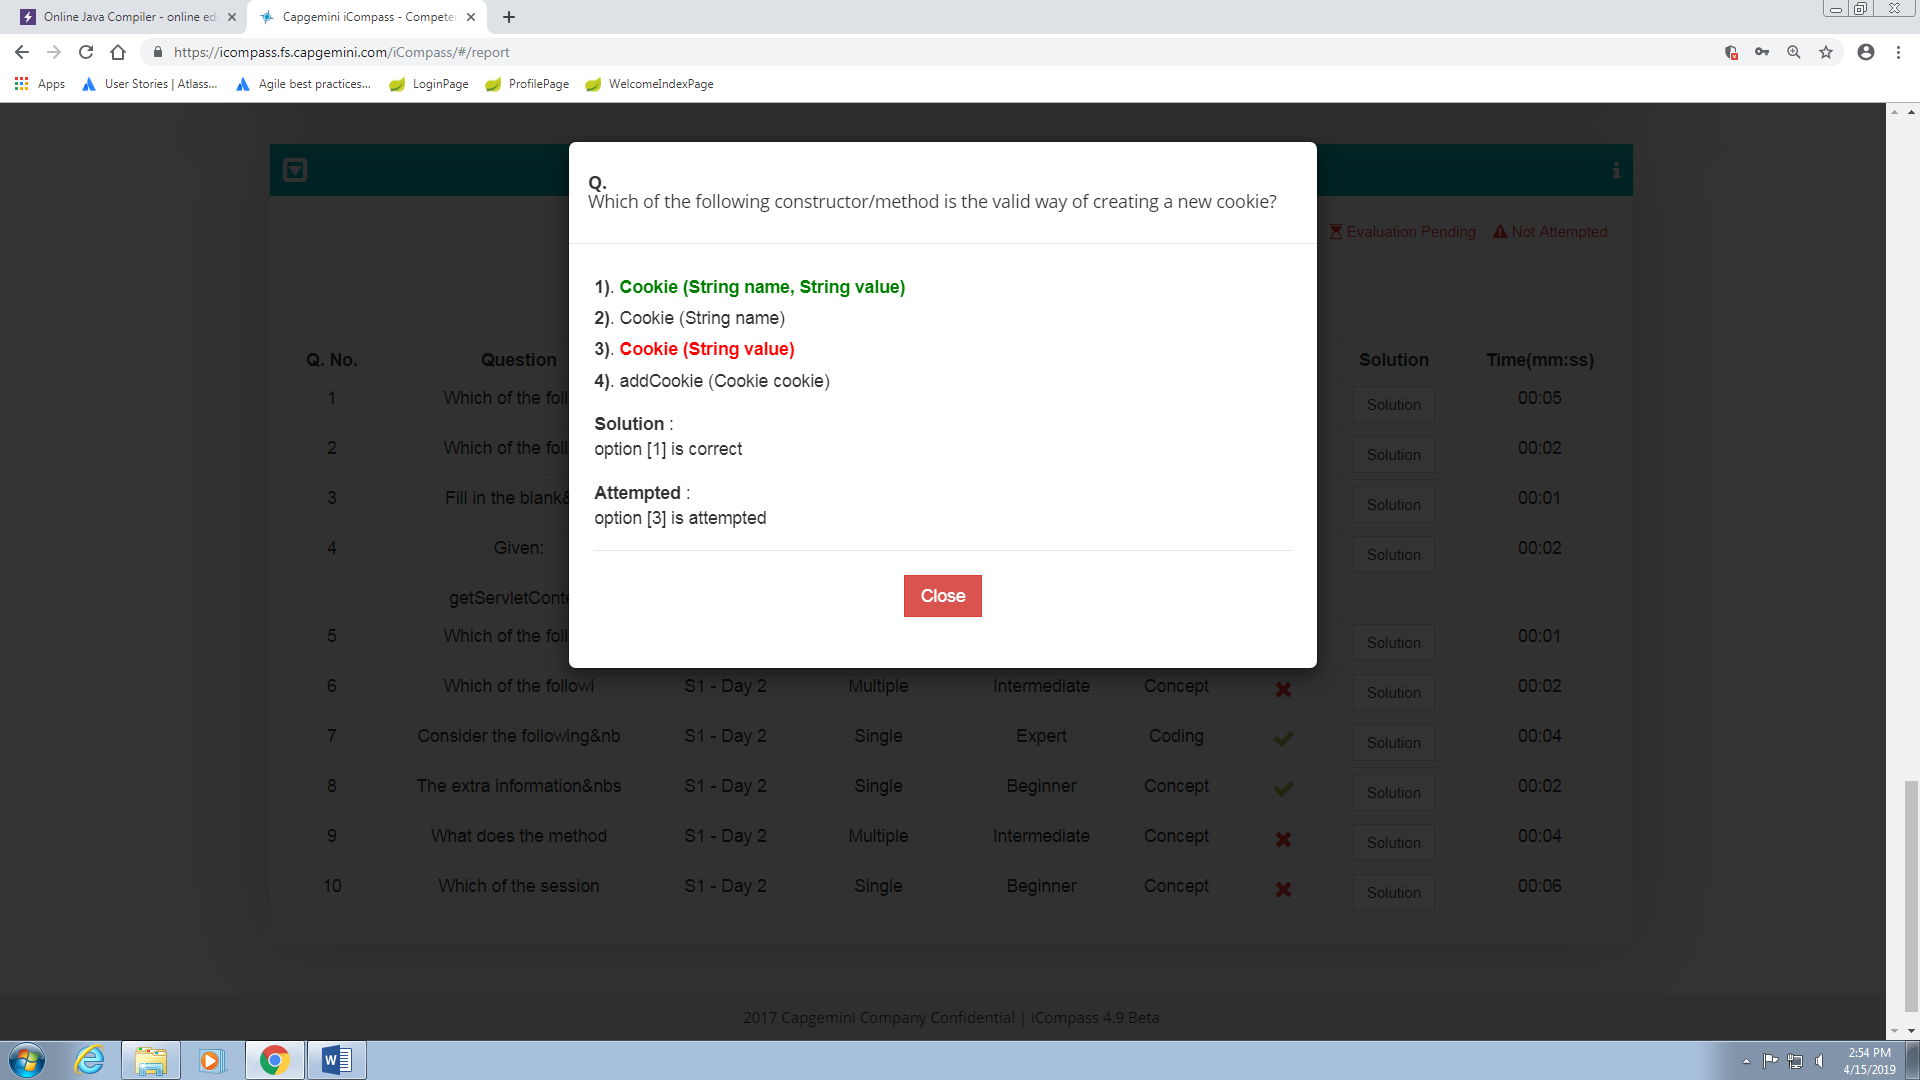 Online Java Compiler - online ed
Capgemini iCompass - Competen
https://icompass.fs.capgemini.com/iCompass/#/report
Apps
User Stories | Atlass...
Agile best practices...
LoginPage
ProfilePage
WelcomeIndexPage
Q.
Which of the following constructor/method is the valid way of creating a new cookie?
1). Cookie (String name, String value)
2). Cookie (String name)
3). Cookie (String value)
4). addCookie (Cookie cookie)
Solution :
option [1] is correct
Attempted :
option [3] is attempted
Close
Evaluation Pending Not Attempted
Q. No. Question Solution Time(mm:ss)
1 Which of the foll Solution 00:05
2 Which of the foll Solution 00:02
3 Fill in the blank& Solution 00:01
4 Given: Solution 00:02
getServletConte
5 Which of the foll Solution 00:01
6 Which of the followi S1 - Day 2 Multiple Intermediate Concept Solution 00:02
7 Consider the following&nb S1 - Day 2 Single Expert Coding Solution 00:04
8 The extra information&nbs S1 - Day 2 Single Beginner Concept Solution 00:02
9 What does the method S1 - Day 2 Multiple Intermediate Concept Solution 00:04
10 Which of the session S1 - Day 2 Single Beginner Concept Solution 00:06
2017 Capgemini Company Confidential | iCompass 4.9 Beta
2:54 PM
4/15/2019